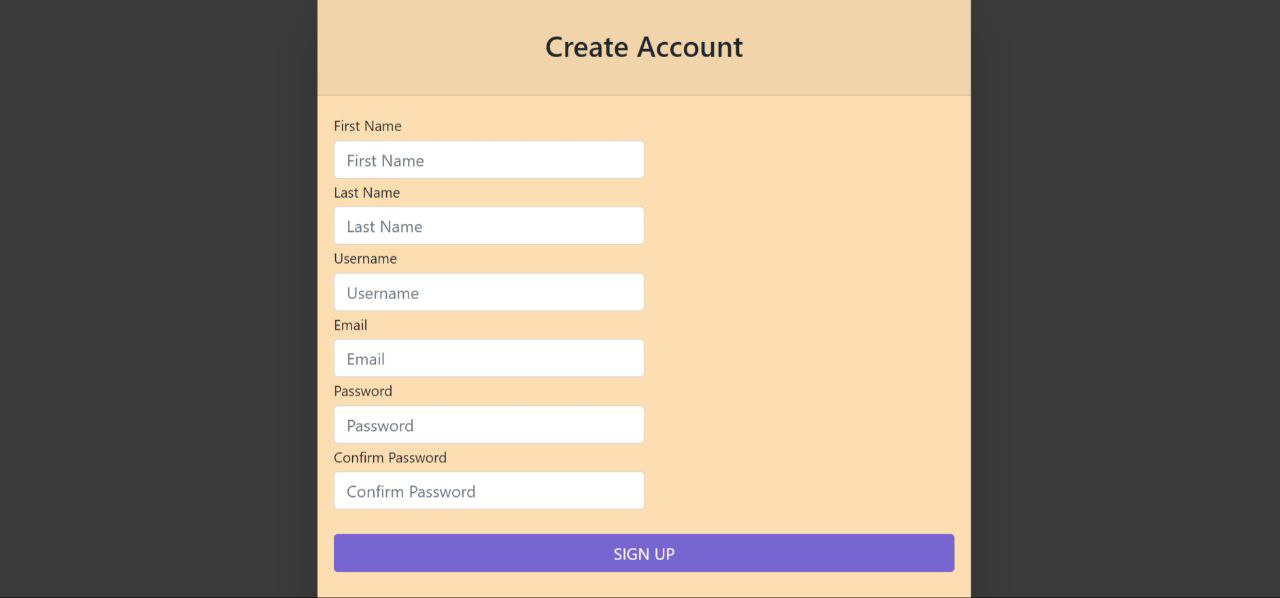 Create Account
First Name
First Name
Last Name
Last Name
Username
Username
Email
Email
Password
Password
Confirm Password
Confirm Password
SIGN UP